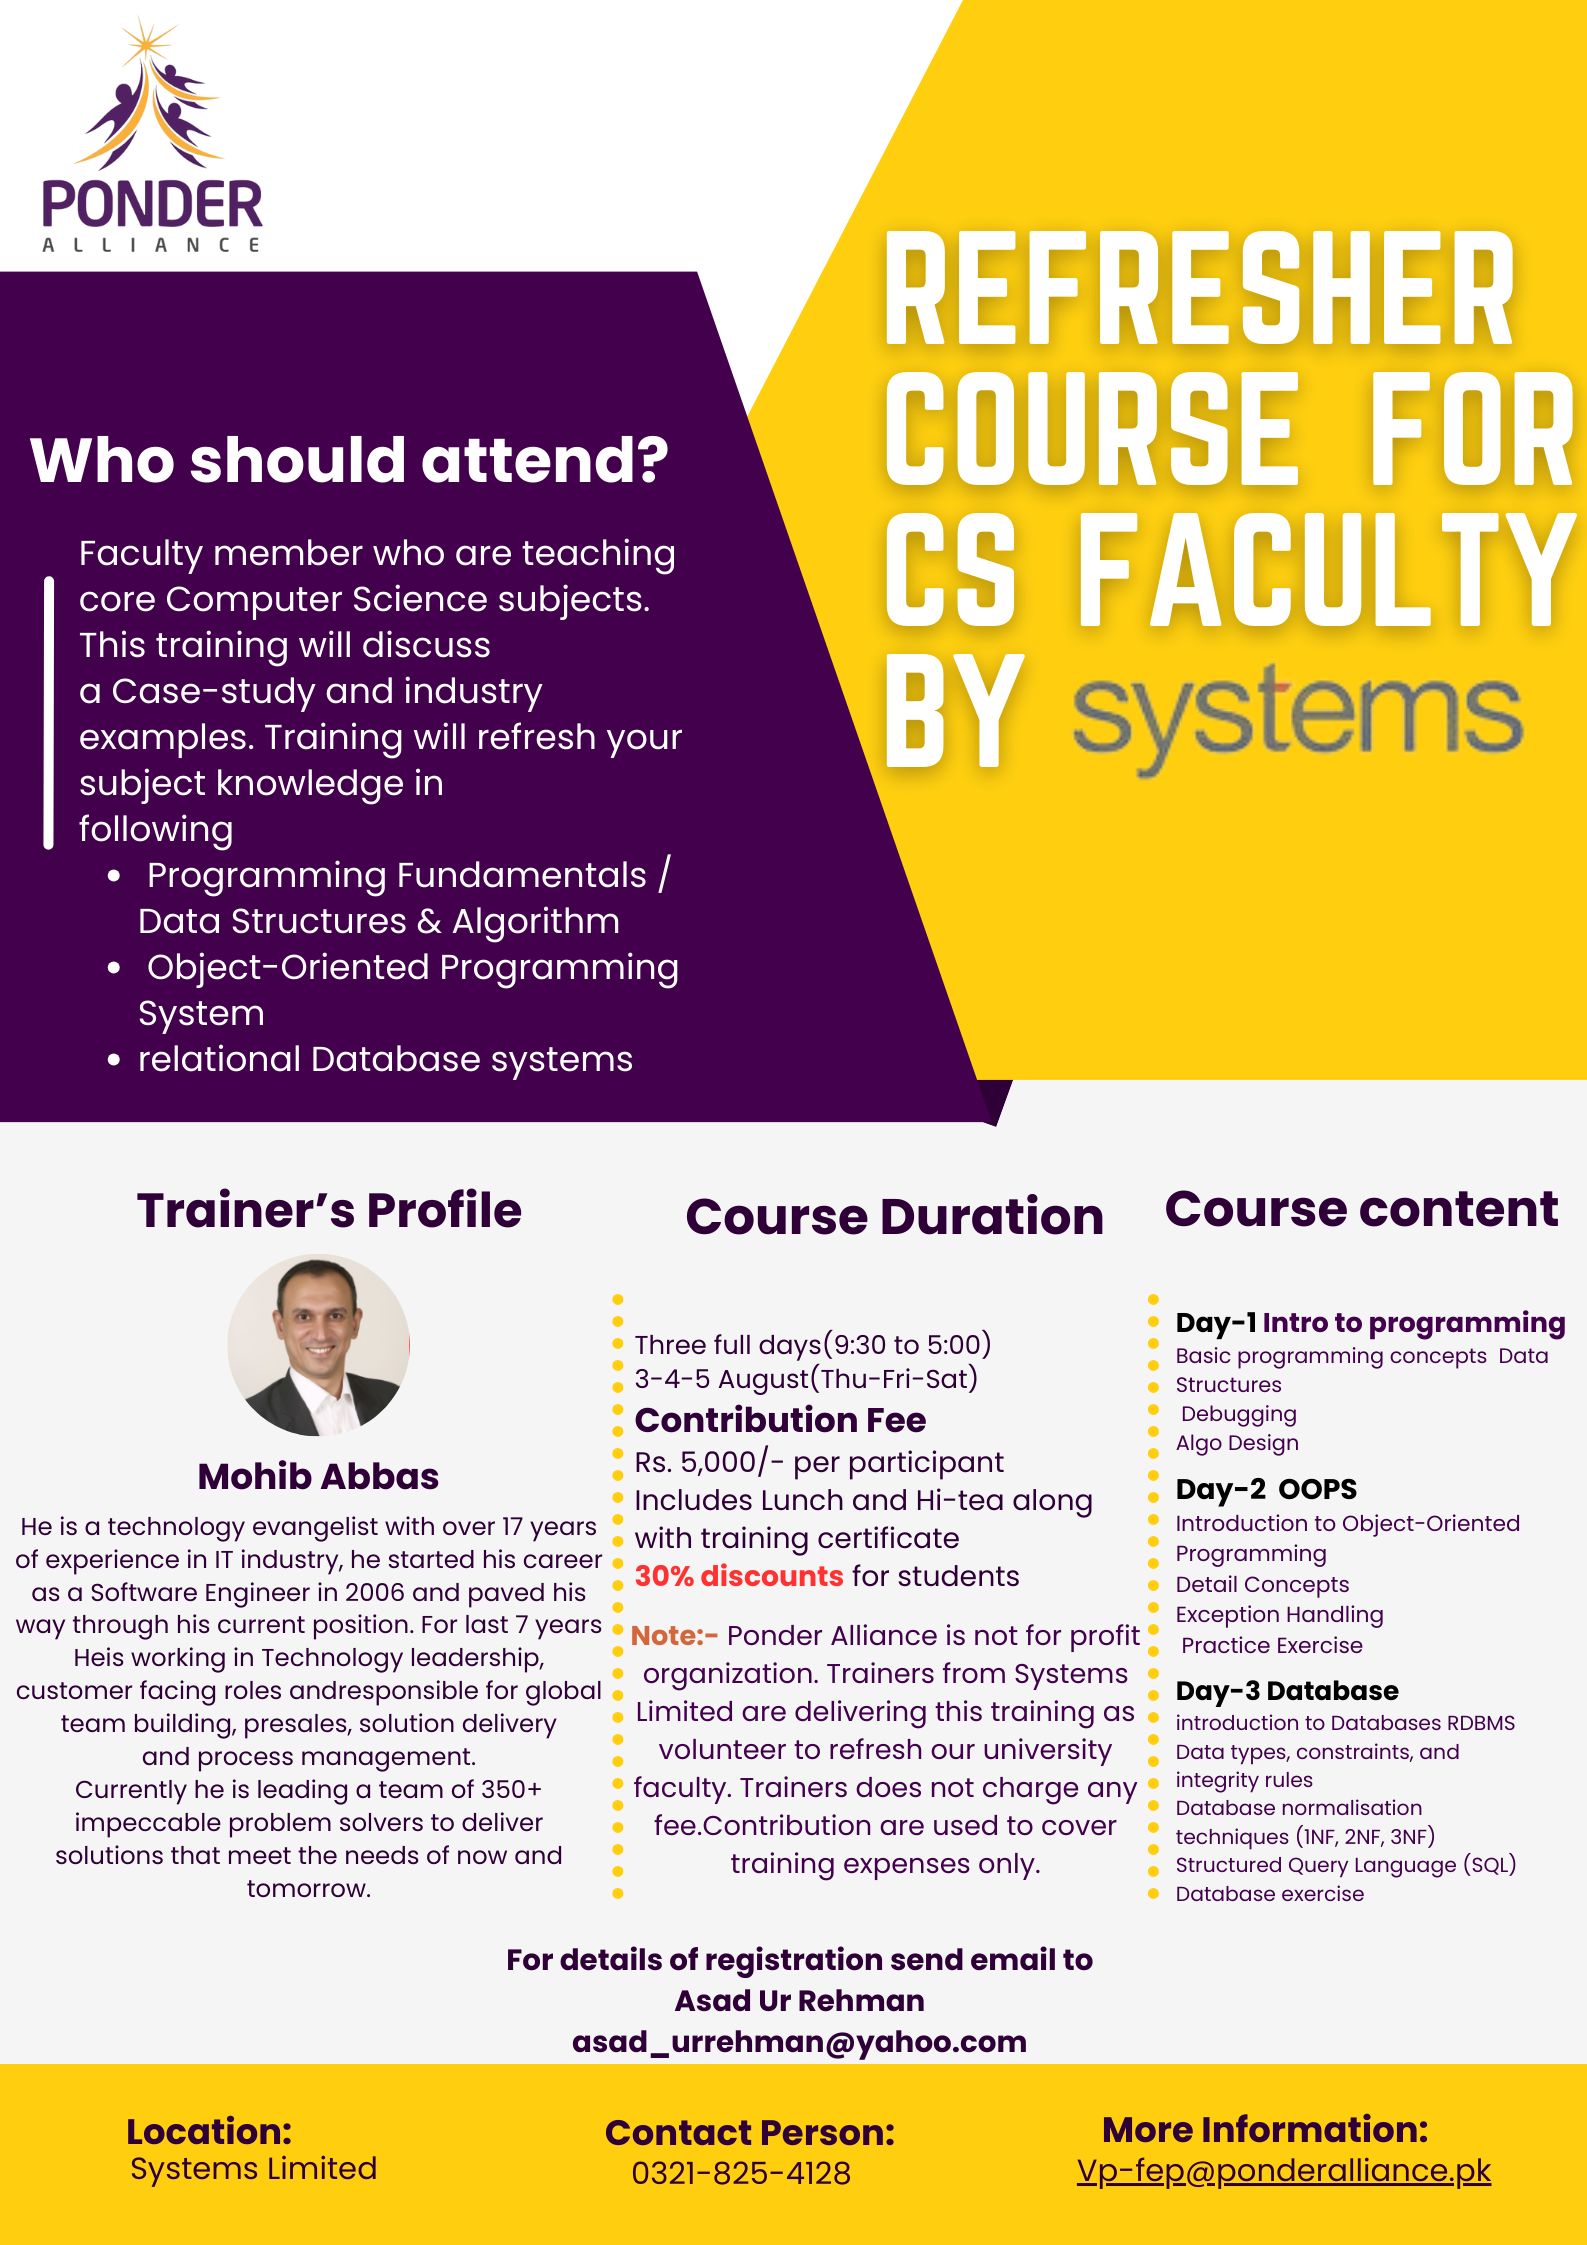 PONDER
ALLIANCE
REFRESHER
COURSE FOR
CS FACULTY
BY systems
Who should attend?
Faculty member who are teaching
core Computer Science subjects.
This training will discuss
a Case-study and industry
examples. Training will refresh your
subject knowledge in
following
• Programming Fundamentals /
Data Structures & Algorithm
• Object-Oriented Programming
System
• relational Database systems
Trainer’s Profile
Mohib Abbas
He is a technology evangelist with over 17 years
of experience in IT industry, he started his career
as a Software Engineer in 2006 and paved his
way through his current position. For last 7 years
Heis working in Technology leadership,
customer facing roles andresponsible for global
team building, presales, solution delivery
and process management.
Currently he is leading a team of 350+
impeccable problem solvers to deliver
solutions that meet the needs of now and
tomorrow.
Course Duration
Three full days(9:30 to 5:00)
3-4-5 August(Thu-Fri-Sat)
Contribution Fee
Rs. 5,000/- per participant
Includes Lunch and Hi-tea along
with training certificate
30% discounts for students
Note:- Ponder Alliance is not for profit
organization. Trainers from Systems
Limited are delivering this training as
volunteer to refresh our university
faculty. Trainers does not charge any
fee.Contribution are used to cover
training expenses only.
Course content
Day-1 Intro to programming
Basic programming concepts Data
Structures
Debugging
Algo Design
Day-2 OOPS
Introduction to Object-Oriented
Programming
Detail Concepts
Exception Handling
Practice Exercise
Day-3 Database
introduction to Databases RDBMS
Data types, constraints, and
integrity rules
Database normalisation
techniques (1NF, 2NF, 3NF)
Structured Query Language (SQL)
Database exercise
For details of registration send email to
Asad Ur Rehman
asad_urrehman@yahoo.com
Location:
Systems Limited
Contact Person:
0321-825-4128
More Information:
Vp-fep@ponderalliance.pk